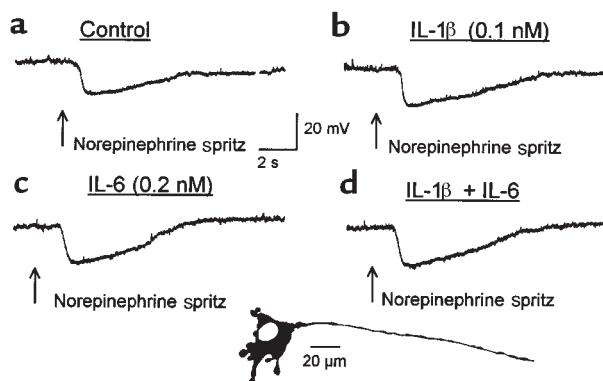 a Control
b IL-1β (0.1 nM)
Norepinephrine spritz
20 mV
2 s
Norepinephrine spritz
c IL-6 (0.2 nM)
d IL-1β + IL-6
Norepinephrine spritz
Norepinephrine spritz
20 µm